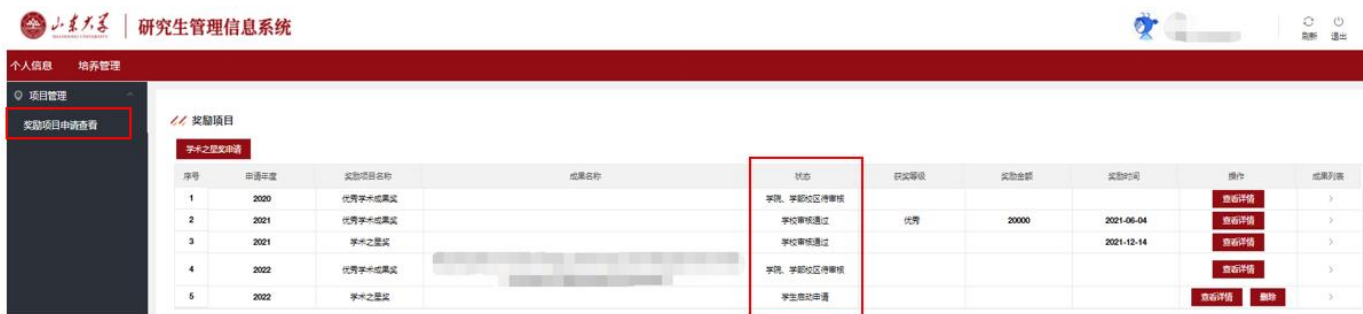 山东大学 研究生管理信息系统
刷新 退出
个人信息 培养管理
项目管理
奖励项目申请查看
奖励项目
学术之星奖申请
序号 申请年度 奖励项目名称 成果名称 状态 获奖等级 奖励金额 奖励时间 操作 成果列表
1 2020 优秀学术成果奖 学院、学部校区待审核 查看详情
2 2021 优秀学术成果奖 学校审核通过 优秀 20000 2021-06-04 查看详情
3 2021 学术之星奖 学校审核通过 2021-12-14 查看详情
4 2022 优秀学术成果奖 学院、学部校区待审核 查看详情
5 2022 学术之星奖 学生启动申请 查看详情 删除